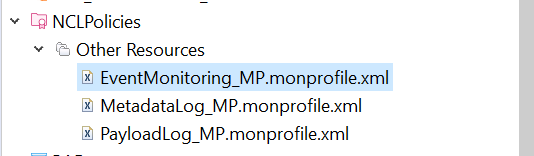 NCLPolicies
Other Resources
EventMonitoring_MP.monprofile.xml
MetadataLog_MP.monprofile.xml
PayloadLog_MP.monprofile.xml